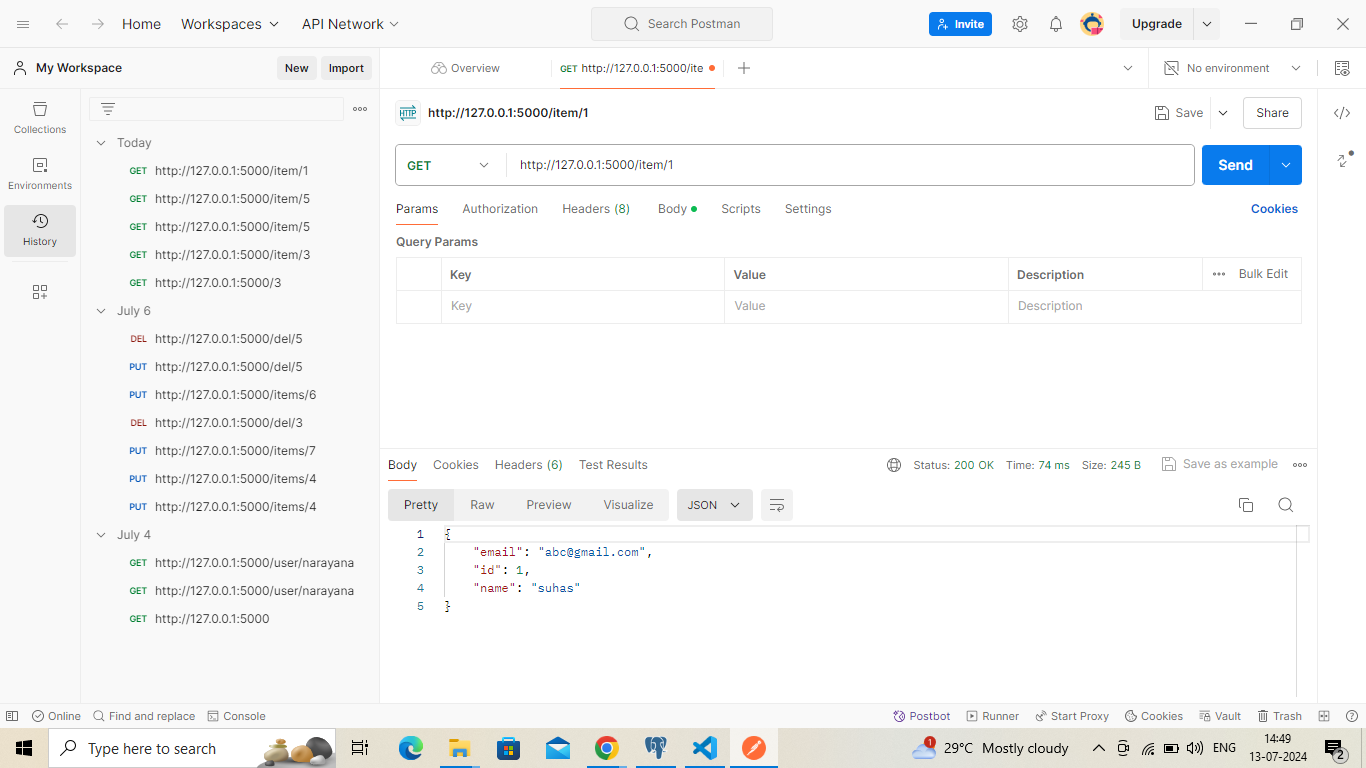 Home Workspaces API Network Search Postman Invite Upgrade
My Workspace New Import Overview GET http://127.0.0.1:5000/ite No environment
Collections
Environments
History
Today
GET http://127.0.0.1:5000/item/1
GET http://127.0.0.1:5000/item/5
GET http://127.0.0.1:5000/item/5
GET http://127.0.0.1:5000/item/3
GET http://127.0.0.1:5000/3
July 6
DEL http://127.0.0.1:5000/del/5
PUT http://127.0.0.1:5000/del/5
PUT http://127.0.0.1:5000/items/6
DEL http://127.0.0.1:5000/del/3
PUT http://127.0.0.1:5000/items/7
PUT http://127.0.0.1:5000/items/4
PUT http://127.0.0.1:5000/items/4
July 4
GET http://127.0.0.1:5000/user/narayana
GET http://127.0.0.1:5000/user/narayana
GET http://127.0.0.1:5000
HTTP http://127.0.0.1:5000/item/1 Save Share
GET http://127.0.0.1:5000/item/1 Send
Params Authorization Headers (8) Body Scripts Settings Cookies
Query Params
Key Value Description Bulk Edit
Key Value Description
Body Cookies Headers (6) Test Results Status: 200 OK Time: 74 ms Size: 245 B Save as example
Pretty Raw Preview Visualize JSON
1 {
2 "email": "abc@gmail.com",
3 "id": 1,
4 "name": "suhas"
5 }
Online Find and replace Console Postbot Runner Start Proxy Cookies Vault Trash
Type here to search 1 29°C Mostly cloudy ENG 14:49
13-07-2024 2